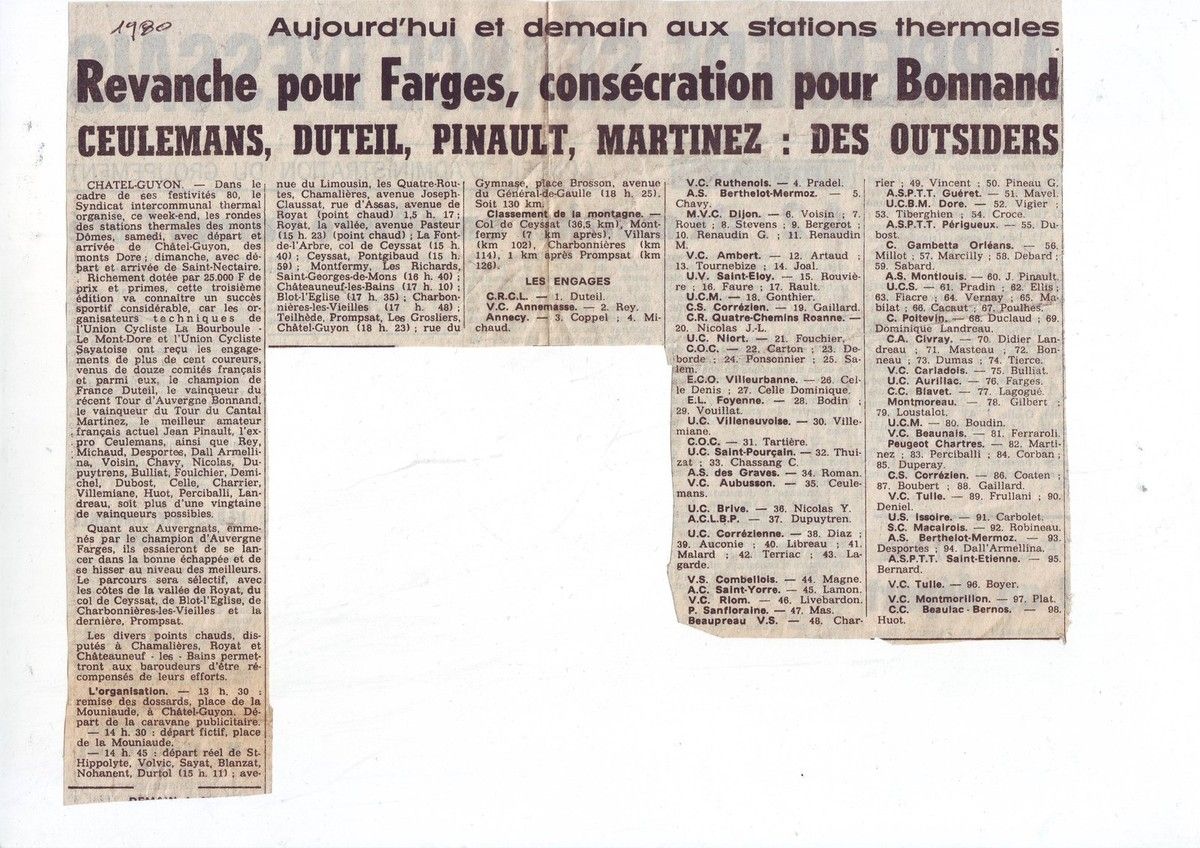 1980
Aujourd'hui et demain aux stations thermales
Revanche pour Farges, consécration pour Bonnand
CEULEMANS, DUTEIL, PINAULT, MARTINEZ : DES OUTSIDERS
CHATEL-GUYON. — Dans le
cadre de ses festivités 80, le
Syndicat intercommunal thermal
organise, ce week-end, les rondes
des stations thermales des monts
Dômes, samedi, avec départ et
arrivée de Châtel-Guyon, des
monts Dore ; dimanche, avec dé-
part et arrivée de Saint-Nectaire.
Richement dotée par 25.000 F de
prix et primes, cette troisième
édition va connaître un succès
sportif considérable, car les or-
ganisateurs techniques de
l'Union Cycliste La Bourboule -
Le Mont-Dore et l'Union Cycliste
Sayatoise ont reçu les engage-
ments de plus de cent coureurs,
venus de douze comités français
et parmi eux, le champion de
France Duteil, le vainqueur du
récent Tour d'Auvergne Bonnand,
le vainqueur du Tour du Cantal
Martinez, le meilleur amateur
français actuel Jean Pinault, l'ex-
pro Ceulemans, ainsi que Rey,
Michaud, Desportes, Dall Armelli-
na, Voisin, Chavy, Nicolas, Du-
puytrens, Bulliat, Foulchier, Demi-
chel, Dubost, Celle, Charrier,
Villemiane, Huot, Perciballi, Lan-
dreau, soit plus d'une vingtaine
de vainqueurs possibles.
Quant aux Auvergnats, emme-
nés par le champion d'Auvergne
Farges, ils essaieront de se lan-
cer dans la bonne échappée et de
se hisser au niveau des meilleurs.
Le parcours sera sélectif, avec
les côtes de la vallée de Royat, du
col de Ceyssat, de Blot-l'Eglise, de
Charbonnières-les-Vieilles et la
dernière, Prompsat.
Les divers points chauds, dis-
putés à Chamalières, Royat et
Châteauneuf - les - Bains permet-
tront aux baroudeurs d'être ré-
compensés de leurs efforts.
L'organisation. — 13 h. 30 :
remise des dossards, place de la
Mouniaude, à Châtel-Guyon. Dé-
part de la caravane publicitaire.
— 14 h. 30 : départ fictif, place
de la Mouniaude.
— 14 h. 45 : départ réel de St-
Hippolyte, Volvic, Sayat, Blanzat,
Nohanent, Durtol (15 h. 11) ; ave-
nue du Limousin, les Quatre-Rou-
tes, Chamalières, avenue Joseph-
Claussat, rue d'Assas, avenue de
Royat (point chaud) 1,5 h. 17 ;
Royat, la vallée, avenue Pasteur
(15 h. 23) (point chaud) ; La Font-
de-l'Arbre, col de Ceyssat (15 h.
40) ; Ceyssat, Pontgibaud (15 h.
59) ; Montfermy, Les Richards,
Saint-Georges-de-Mons (16 h. 40) ;
Châteauneuf-les-Bains (17 h. 10) ;
Blot-l'Eglise (17 h. 35) ; Charbon-
nières-les-Vieilles (17 h. 48) ;
Teilhède, Prompsat, Les Grosliers,
Châtel-Guyon (18 h. 23) ; rue du
Gymnase, place Brosson, avenue
du Général-de-Gaulle (18 h. 25).
Soit 130 km.
Classement de la montagne. —
Col de Ceyssat (36,5 km), Mont-
fermy (7 km après), Villars
(km 102), Charbonnières (km
114), 1 km après Prompsat (km
126).
LES ENGAGES
C.R.C.L. — 1. Duteil.
V.C. Annemasse. — 2. Rey.
Annecy. — 3. Coppel ; 4. Mi-
chaud.
V.C. Ruthenois. — 4. Pradel.
A.S. Berthelot-Mermoz. — 5.
Chavy.
M.V.C. Dijon. — 6. Voisin ; 7.
Rouet ; 8. Stevens ; 9. Bergerot ;
10. Renaudin G. ; 11. Renaudin
M.
V.C. Ambert. — 12. Artaud ;
13. Tournebize ; 14. Joal.
U.V. Saint-Eloy. — 15. Rouviè-
re ; 16. Faure ; 17. Rault.
U.C.M. — 18. Gonthier.
C.S. Corrézien. — 19. Gaillard.
C.R. Quatre-Chemins Roanne. —
20. Nicolas J.-L.
U.C. Niort. — 21. Fouchier.
C.O.C. — 22. Carton ; 23. De-
borde ; 24. Ponsonnier ; 25. Sa-
lem.
E.C.O. Villeurbanne. — 26. Cel-
le Denis ; 27. Celle Dominique.
E.L. Foyenne. — 28. Bodin ;
29. Vouillat.
U.C. Villeneuvoise. — 30. Ville-
miane.
C.O.C. — 31. Tartière.
U.C. Saint-Pourçain. — 32. Thui-
zat ; 33. Chassang C.
A.S. des Graves. — 34. Roman.
V.C. Aubusson. — 35. Ceule-
mans.
U.C. Brive. — 36. Nicolas Y.
A.C.L.B.P. — 37. Dupuytren.
U.C. Corrézienne. — 38. Diaz ;
39. Auconie ; 40. Libreau ; 41.
Malard ; 42. Terriac ; 43. La-
garde.
V.S. Combellois. — 44. Magne.
A.C. Saint-Yorre. — 45. Lamon.
V.C. Riom. — 46. Livebardon.
P. Sanfloraine. — 47. Mas.
Beaupreau V.S. — 48. Char-
rier ; 49. Vincent ; 50. Pineau G.
A.S.P.T.T. Guéret. — 51. Mavel.
U.C.B.M. Dore. — 52. Vigier ;
53. Tiberghien ; 54. Croce.
A.S.P.T.T. Périgueux. — 55. Du-
bost.
C. Gambetta Orléans. — 56.
Millot ; 57. Marcilly ; 58. Debard ;
59. Sabard.
A.S. Montlouis. — 60. J. Pinault.
U.C.S. — 61. Pradin ; 62. Ellis ;
63. Fiacre ; 64. Vernay ; 65. Ma-
bilat ; 66. Cacaut ; 67. Poulhes.
C. Poitevin. — 68. Duclaud ; 69.
Dominique Landreau.
C.A. Civray. — 70. Didier Lan-
dreau ; 71. Masteau ; 72. Bon-
neau ; 73. Dumas ; 74. Tierce.
V.C. Carladois. — 75. Bulliat.
U.C. Aurillac. — 76. Farges.
C.C. Blavet. — 77. Lagogué.
Montmoreau. — 78. Gilbert ;
79. Loustalot.
U.C.M. — 80. Boudin.
V.C. Beaunais. — 81. Ferraroli.
Peugeot Chartres. — 82. Marti-
nez ; 83. Perciballi ; 84. Corban ;
85. Duperay.
C.S. Corrézien. — 86. Coaten ;
87. Boubert ; 88. Gaillard.
V.C. Tulle. — 89. Frullani ; 90.
Deniel.
U.S. Issoire. — 91. Carbolet.
S.C. Macairois. — 92. Robineau.
A.S. Berthelot-Mermoz. — 93.
Desportes ; 94. Dall'Armellina.
A.S.P.T.T. Saint-Etienne. — 95.
Bernard.
V.C. Tulle. — 96. Boyer.
V.C. Montmorillon. — 97. Plat.
C.C. Beaulac-Bernos. — 98.
Huot.